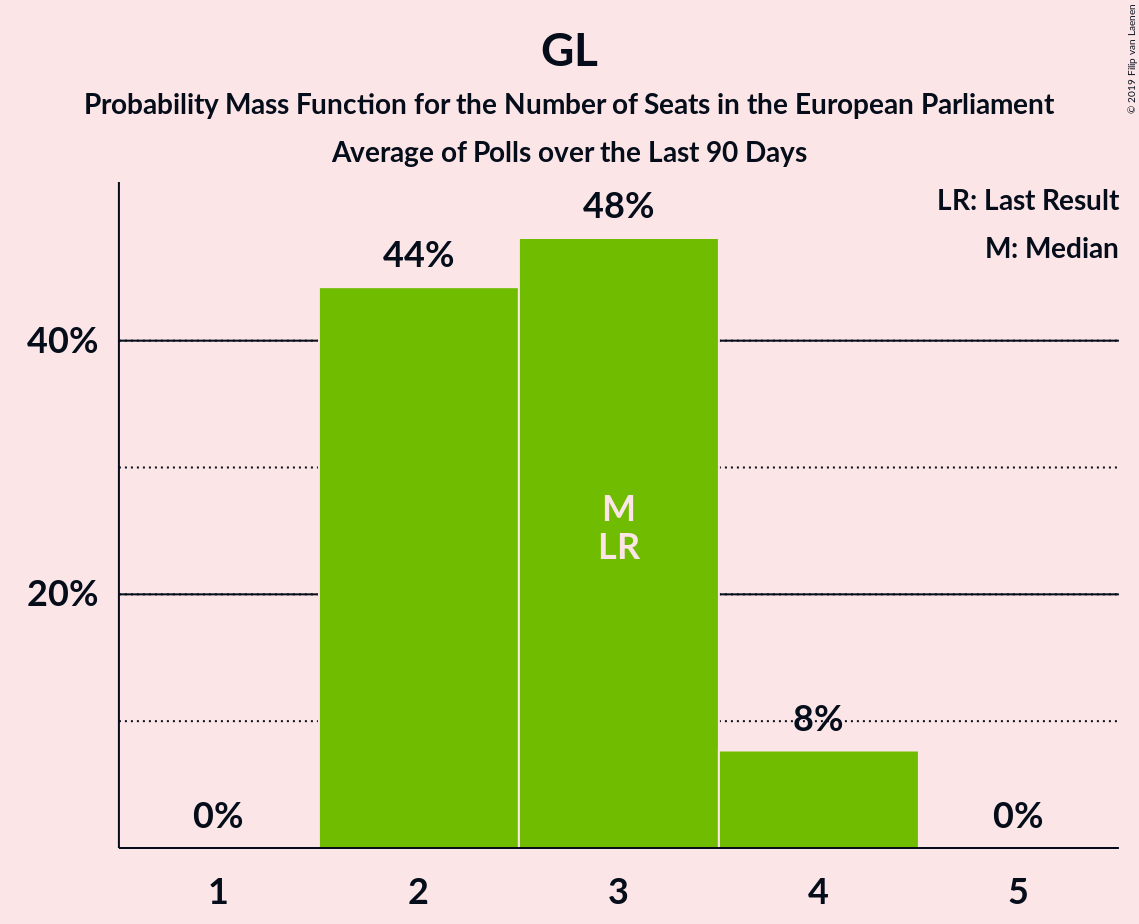 GL
Probability Mass Function for the Number of Seats in the European Parliament
Average of Polls over the Last 90 Days
© 2019 Filip van Laenen
LR: Last Result
M: Median
48%
44%
40%
M
LR
20%
8%
0%
0%
1
2
3
4
5